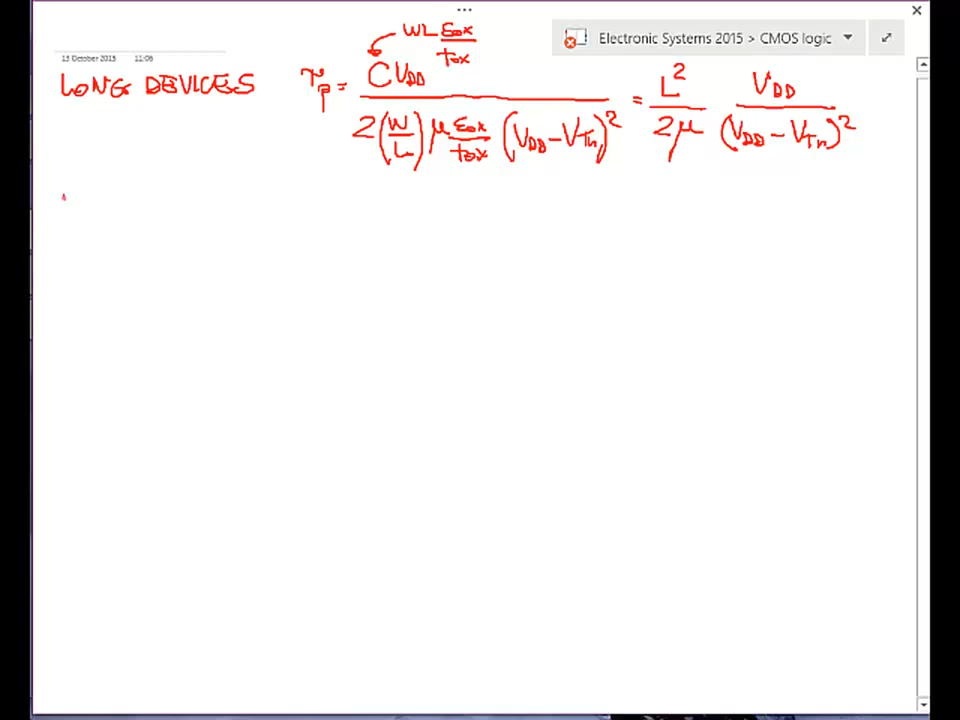 Electronic Systems 2015 > CMOS logic
13 October 2015 11:06
LONG DEVICES τp = C VDD / 2 (W/L) μ εox/tox (VDD – VTn)² = L²/2μ VDD/(VDD – VTn)²
WL εox/tox